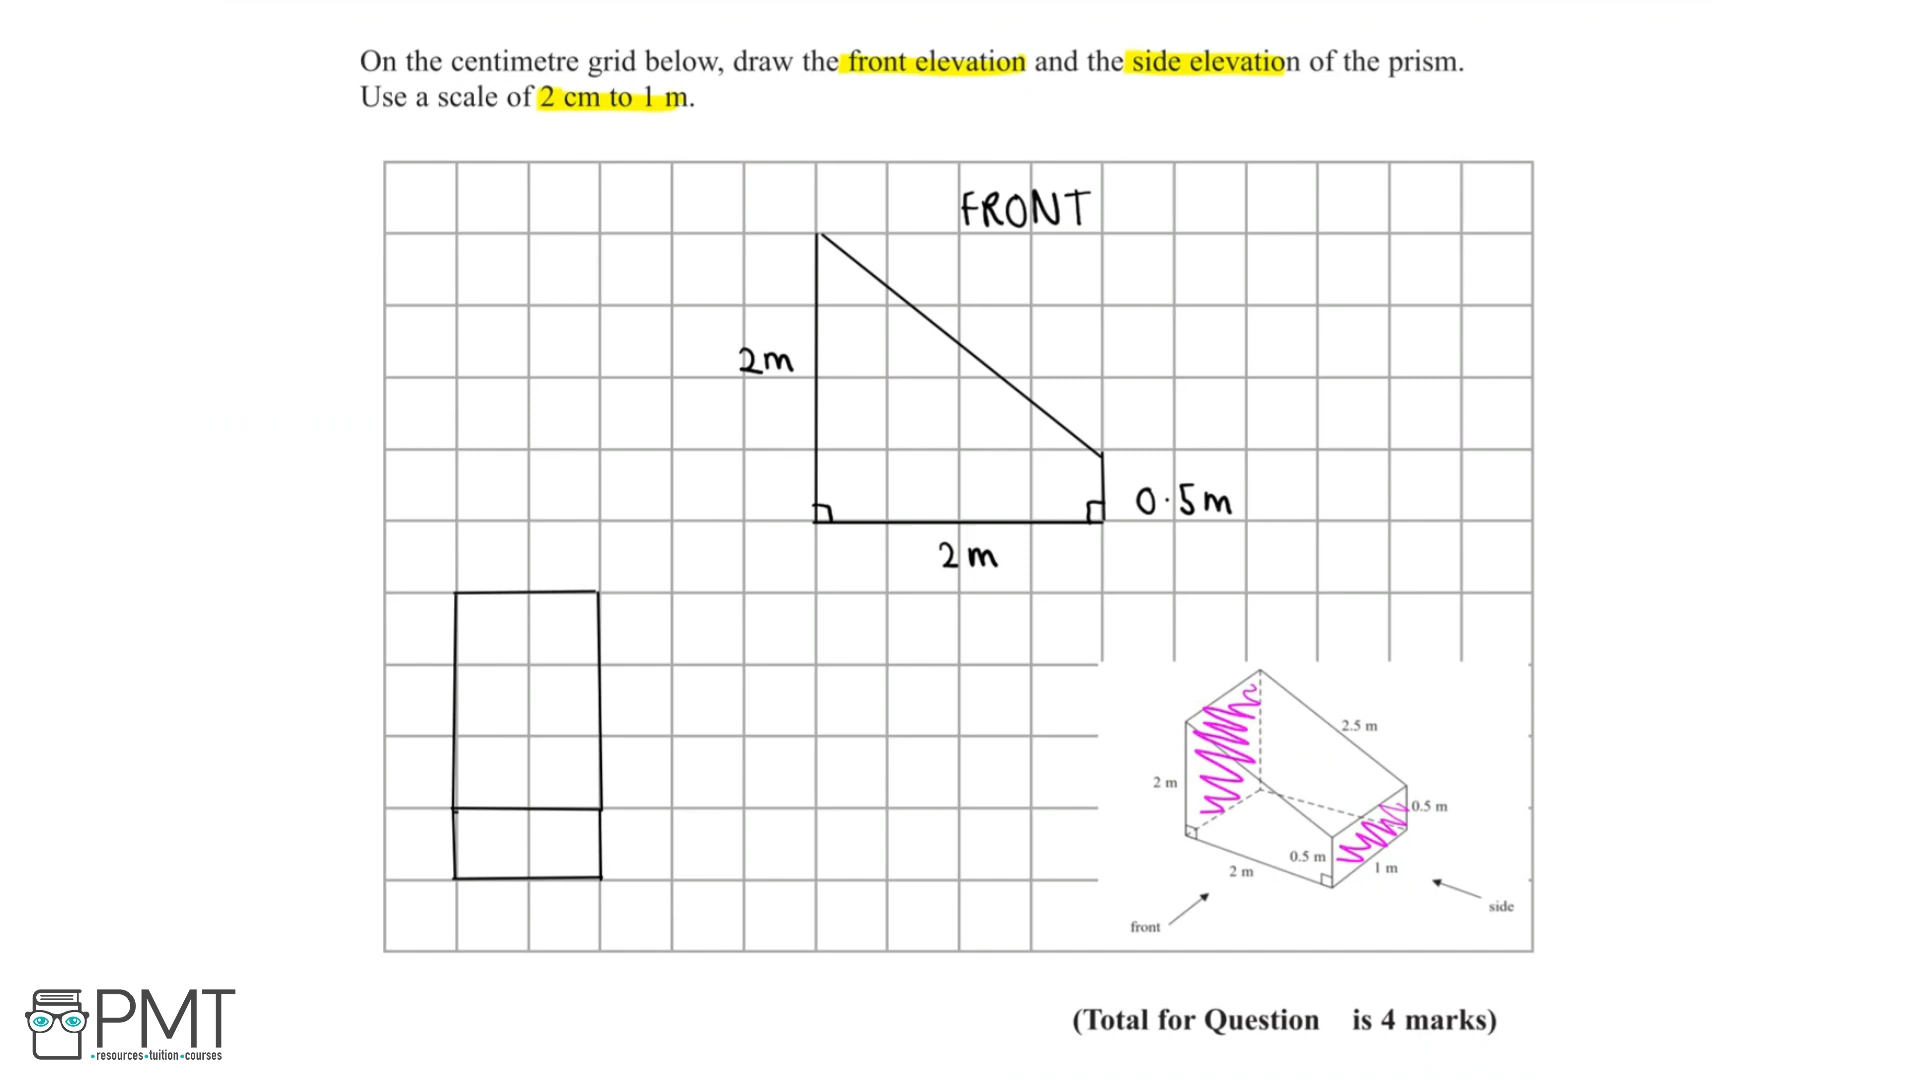 On the centimetre grid below, draw the front elevation and the side elevation of the prism.
Use a scale of 2 cm to 1 m.
FRONT
2m
0.5m
2m
2.5 m
2 m
0.5 m
0.5 m
1 m
2 m
side
front
PMT
•resources•tuition•courses
(Total for Question is 4 marks)